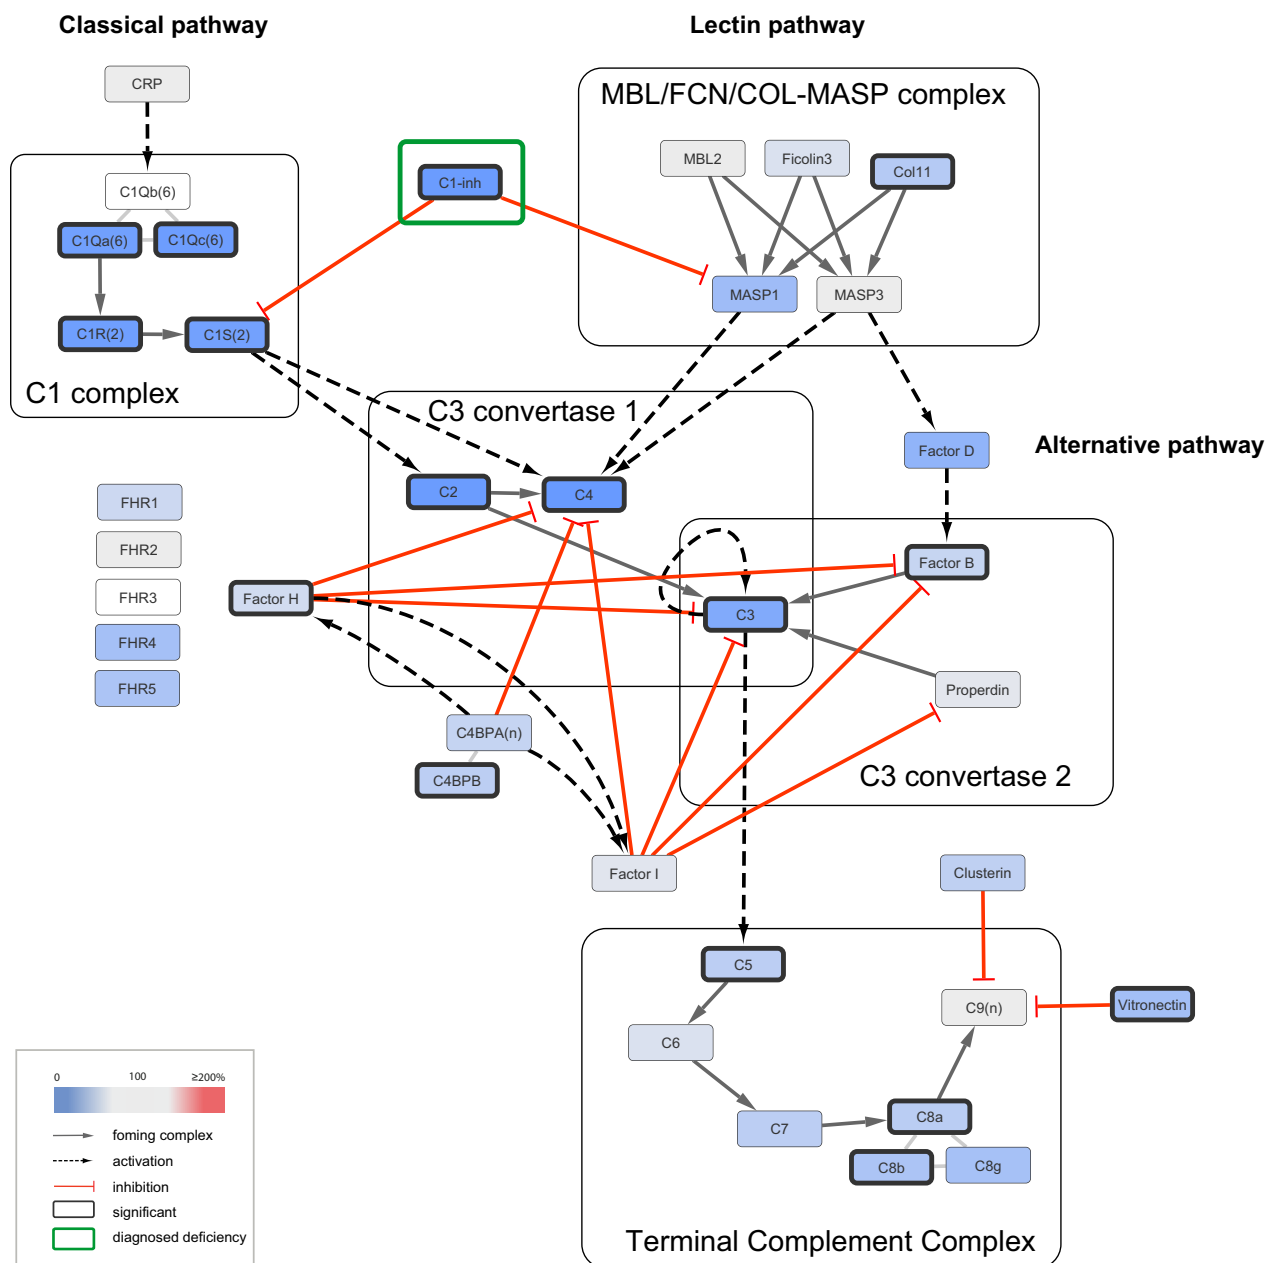 Classical pathway
Lectin pathway
CRP
MBL/FCN/COL-MASP complex
MBL2
Ficolin3
Col11
C1-inh
C1Qb(6)
C1Qa(6)
C1Qc(6)
MASP1
MASP3
C1R(2)
C1S(2)
C1 complex
C3 convertase 1
Factor D
Alternative pathway
C2
C4
FHR1
FHR2
FHR3
FHR4
FHR5
Factor H
Factor B
C3
Properdin
C4BPA(n)
C4BPB
C3 convertase 2
Factor I
Clusterin
C5
C9(n)
Vitronectin
C6
C7
C8a
C8b
C8g
Terminal Complement Complex
0
100
≥200%
foming complex
activation
inhibition
significant
diagnosed deficiency